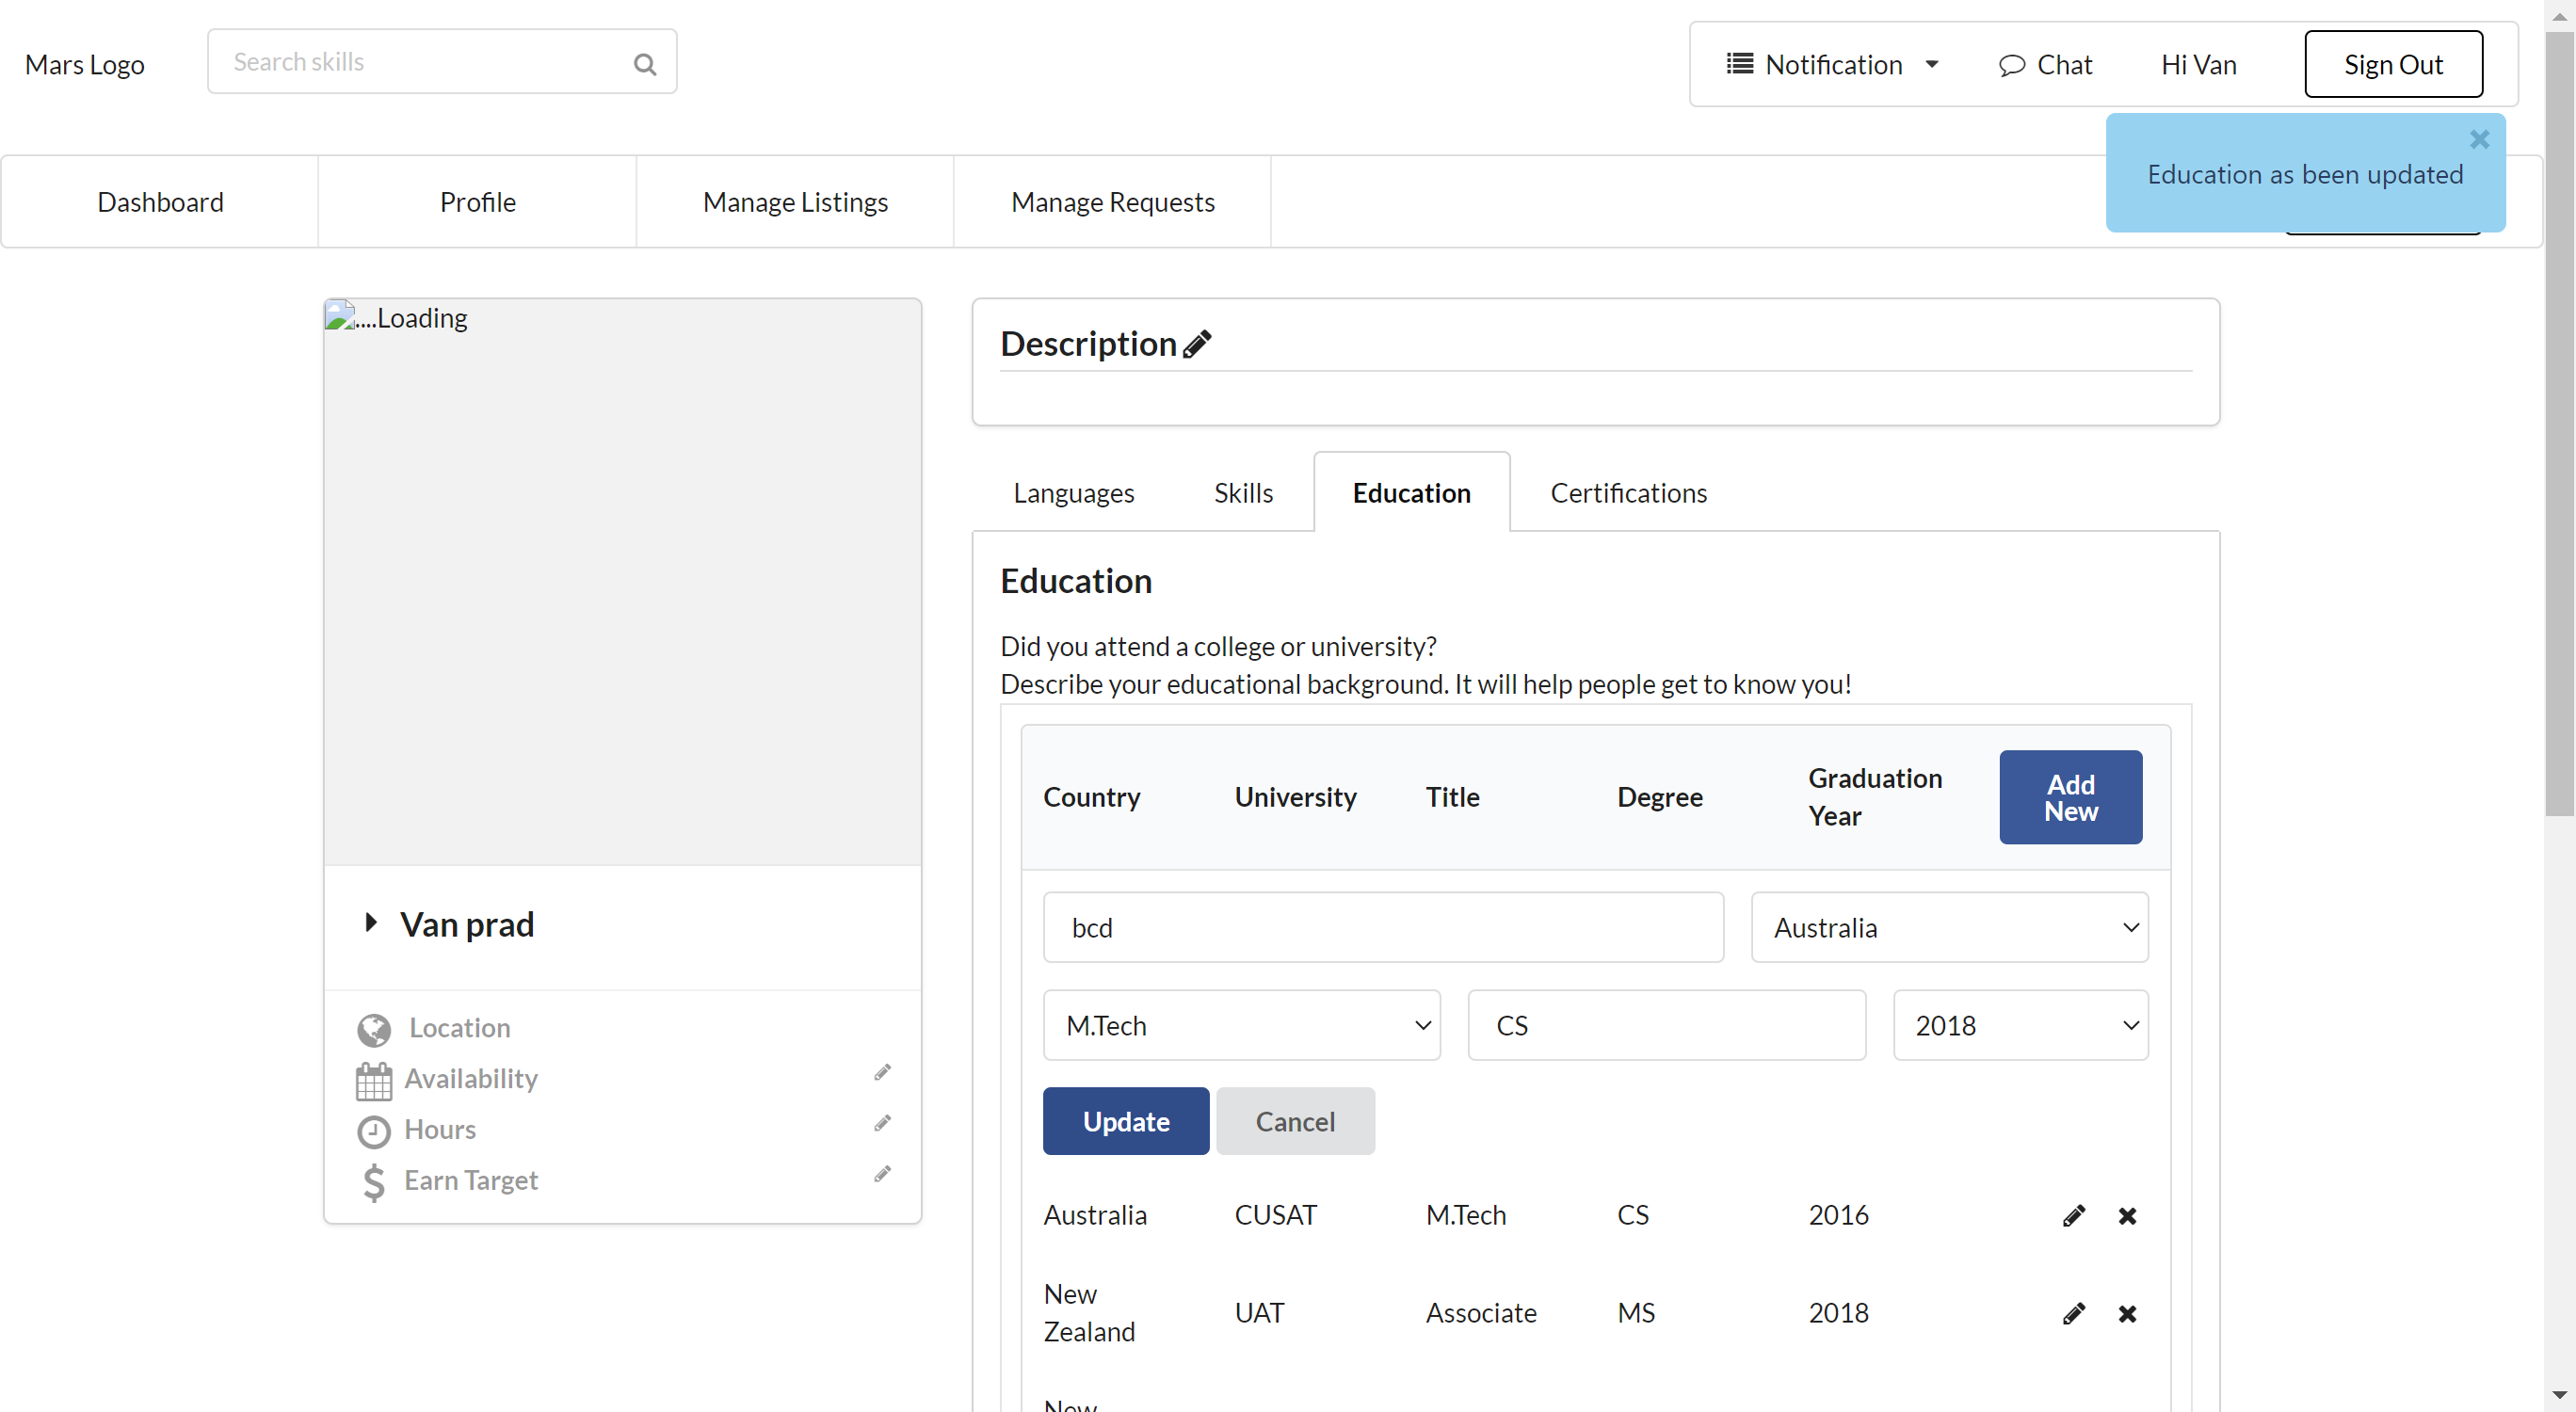 Mars Logo
Search skills
Notification
Chat
Hi Van
Sign Out
Education as been updated
Dashboard
Profile
Manage Listings
Manage Requests
....Loading
Van prad
Location
Availability
Hours
Earn Target
Description
Languages
Skills
Education
Certifications
Education
Did you attend a college or university?
Describe your educational background. It will help people get to know you!
Country
University
Title
Degree
Graduation
Year
Add
New
bcd
Australia
M.Tech
CS
2018
Update
Cancel
Australia
CUSAT
M.Tech
CS
2016
New
Zealand
UAT
Associate
MS
2018
New